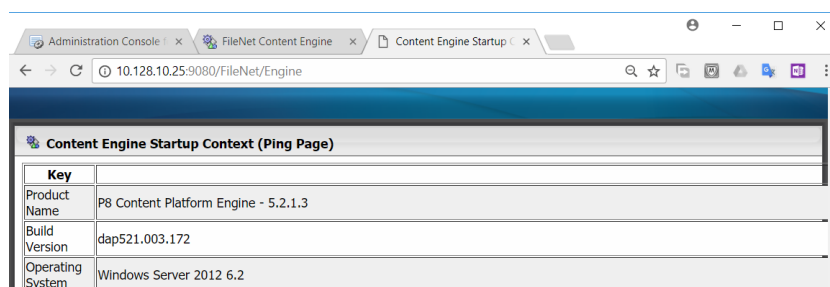 Administration Console f
FileNet Content Engine
Content Engine Startup C
10.128.10.25:9080/FileNet/Engine
Content Engine Startup Context (Ping Page)
Key
Product
Name
P8 Content Platform Engine - 5.2.1.3
Build
Version
dap521.003.172
Operating
System
Windows Server 2012 6.2